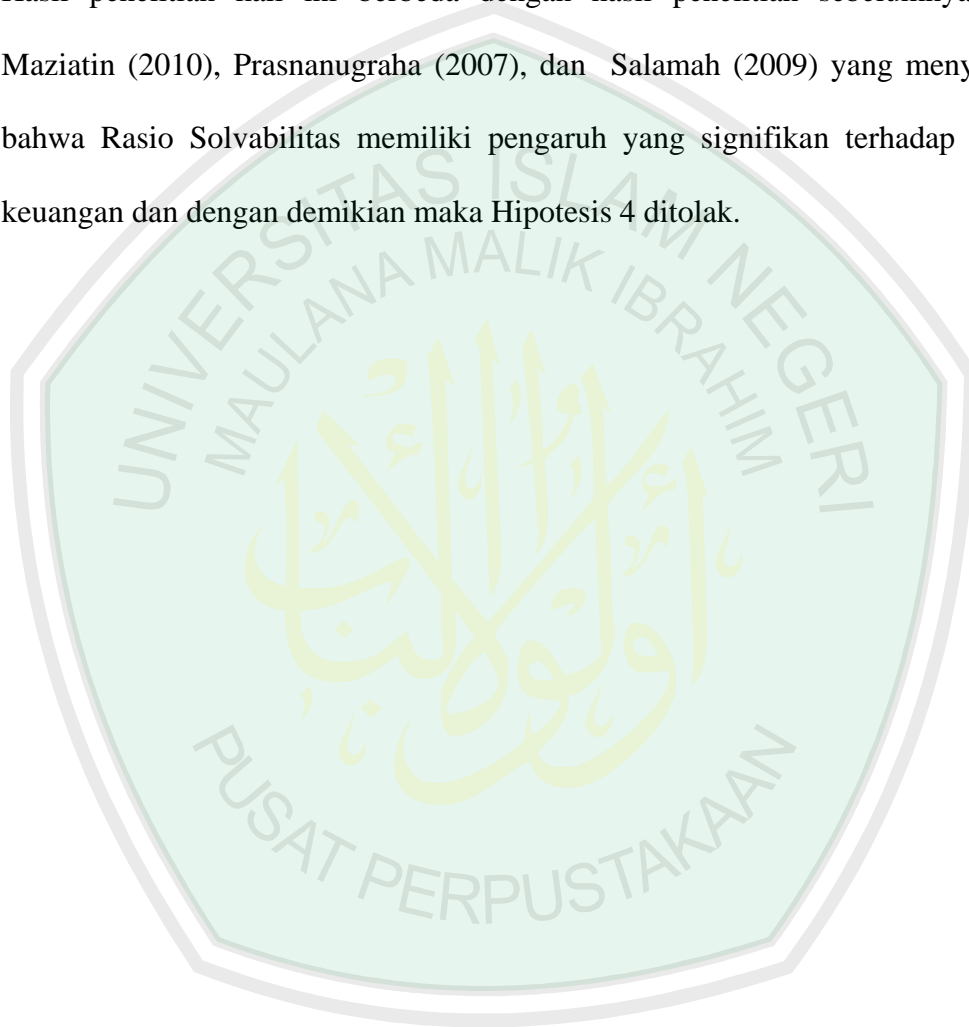 Maziatin (2010), Prasnanugraha (2007), dan Salamah (2009) yang meny
bahwa Rasio Solvabilitas memiliki pengaruh yang signifikan terhadap
keuangan dan dengan demikian maka Hipotesis 4 ditolak.
UNIVERSITAS ISLAM NEGERI
MAULANA MALIK IBRAHIM
PUSAT PERPUSTAKAAN